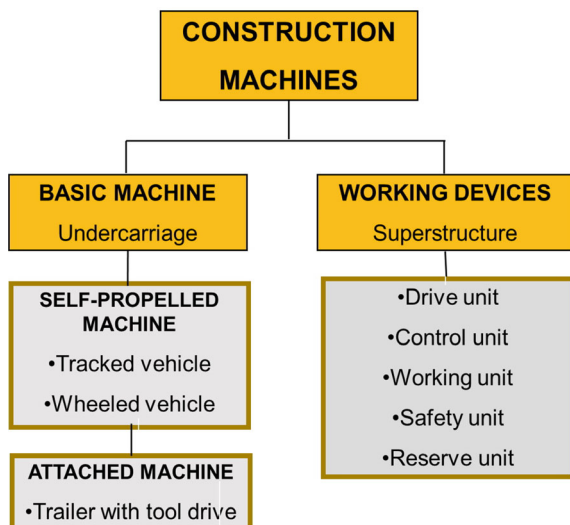 CONSTRUCTION
MACHINES
BASIC MACHINE
Undercarriage
WORKING DEVICES
Superstructure
SELF-PROPELLED
MACHINE
•Tracked vehicle
•Wheeled vehicle
ATTACHED MACHINE
•Trailer with tool drive
•Drive unit
•Control unit
•Working unit
•Safety unit
•Reserve unit